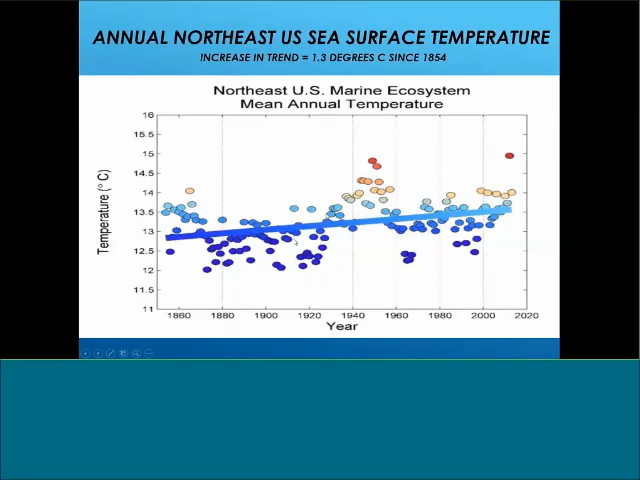 ANNUAL NORTHEAST US SEA SURFACE TEMPERATURE
INCREASE IN TREND = 1.3 DEGREES C SINCE 1854
Northeast U.S. Marine Ecosystem
Mean Annual Temperature
16
15.5
15
14.5
14
13.5
13
12.5
12
11.5
11
Temperature (° C)
1860 1880 1900 1920 1940 1960 1980 2000 2020
Year